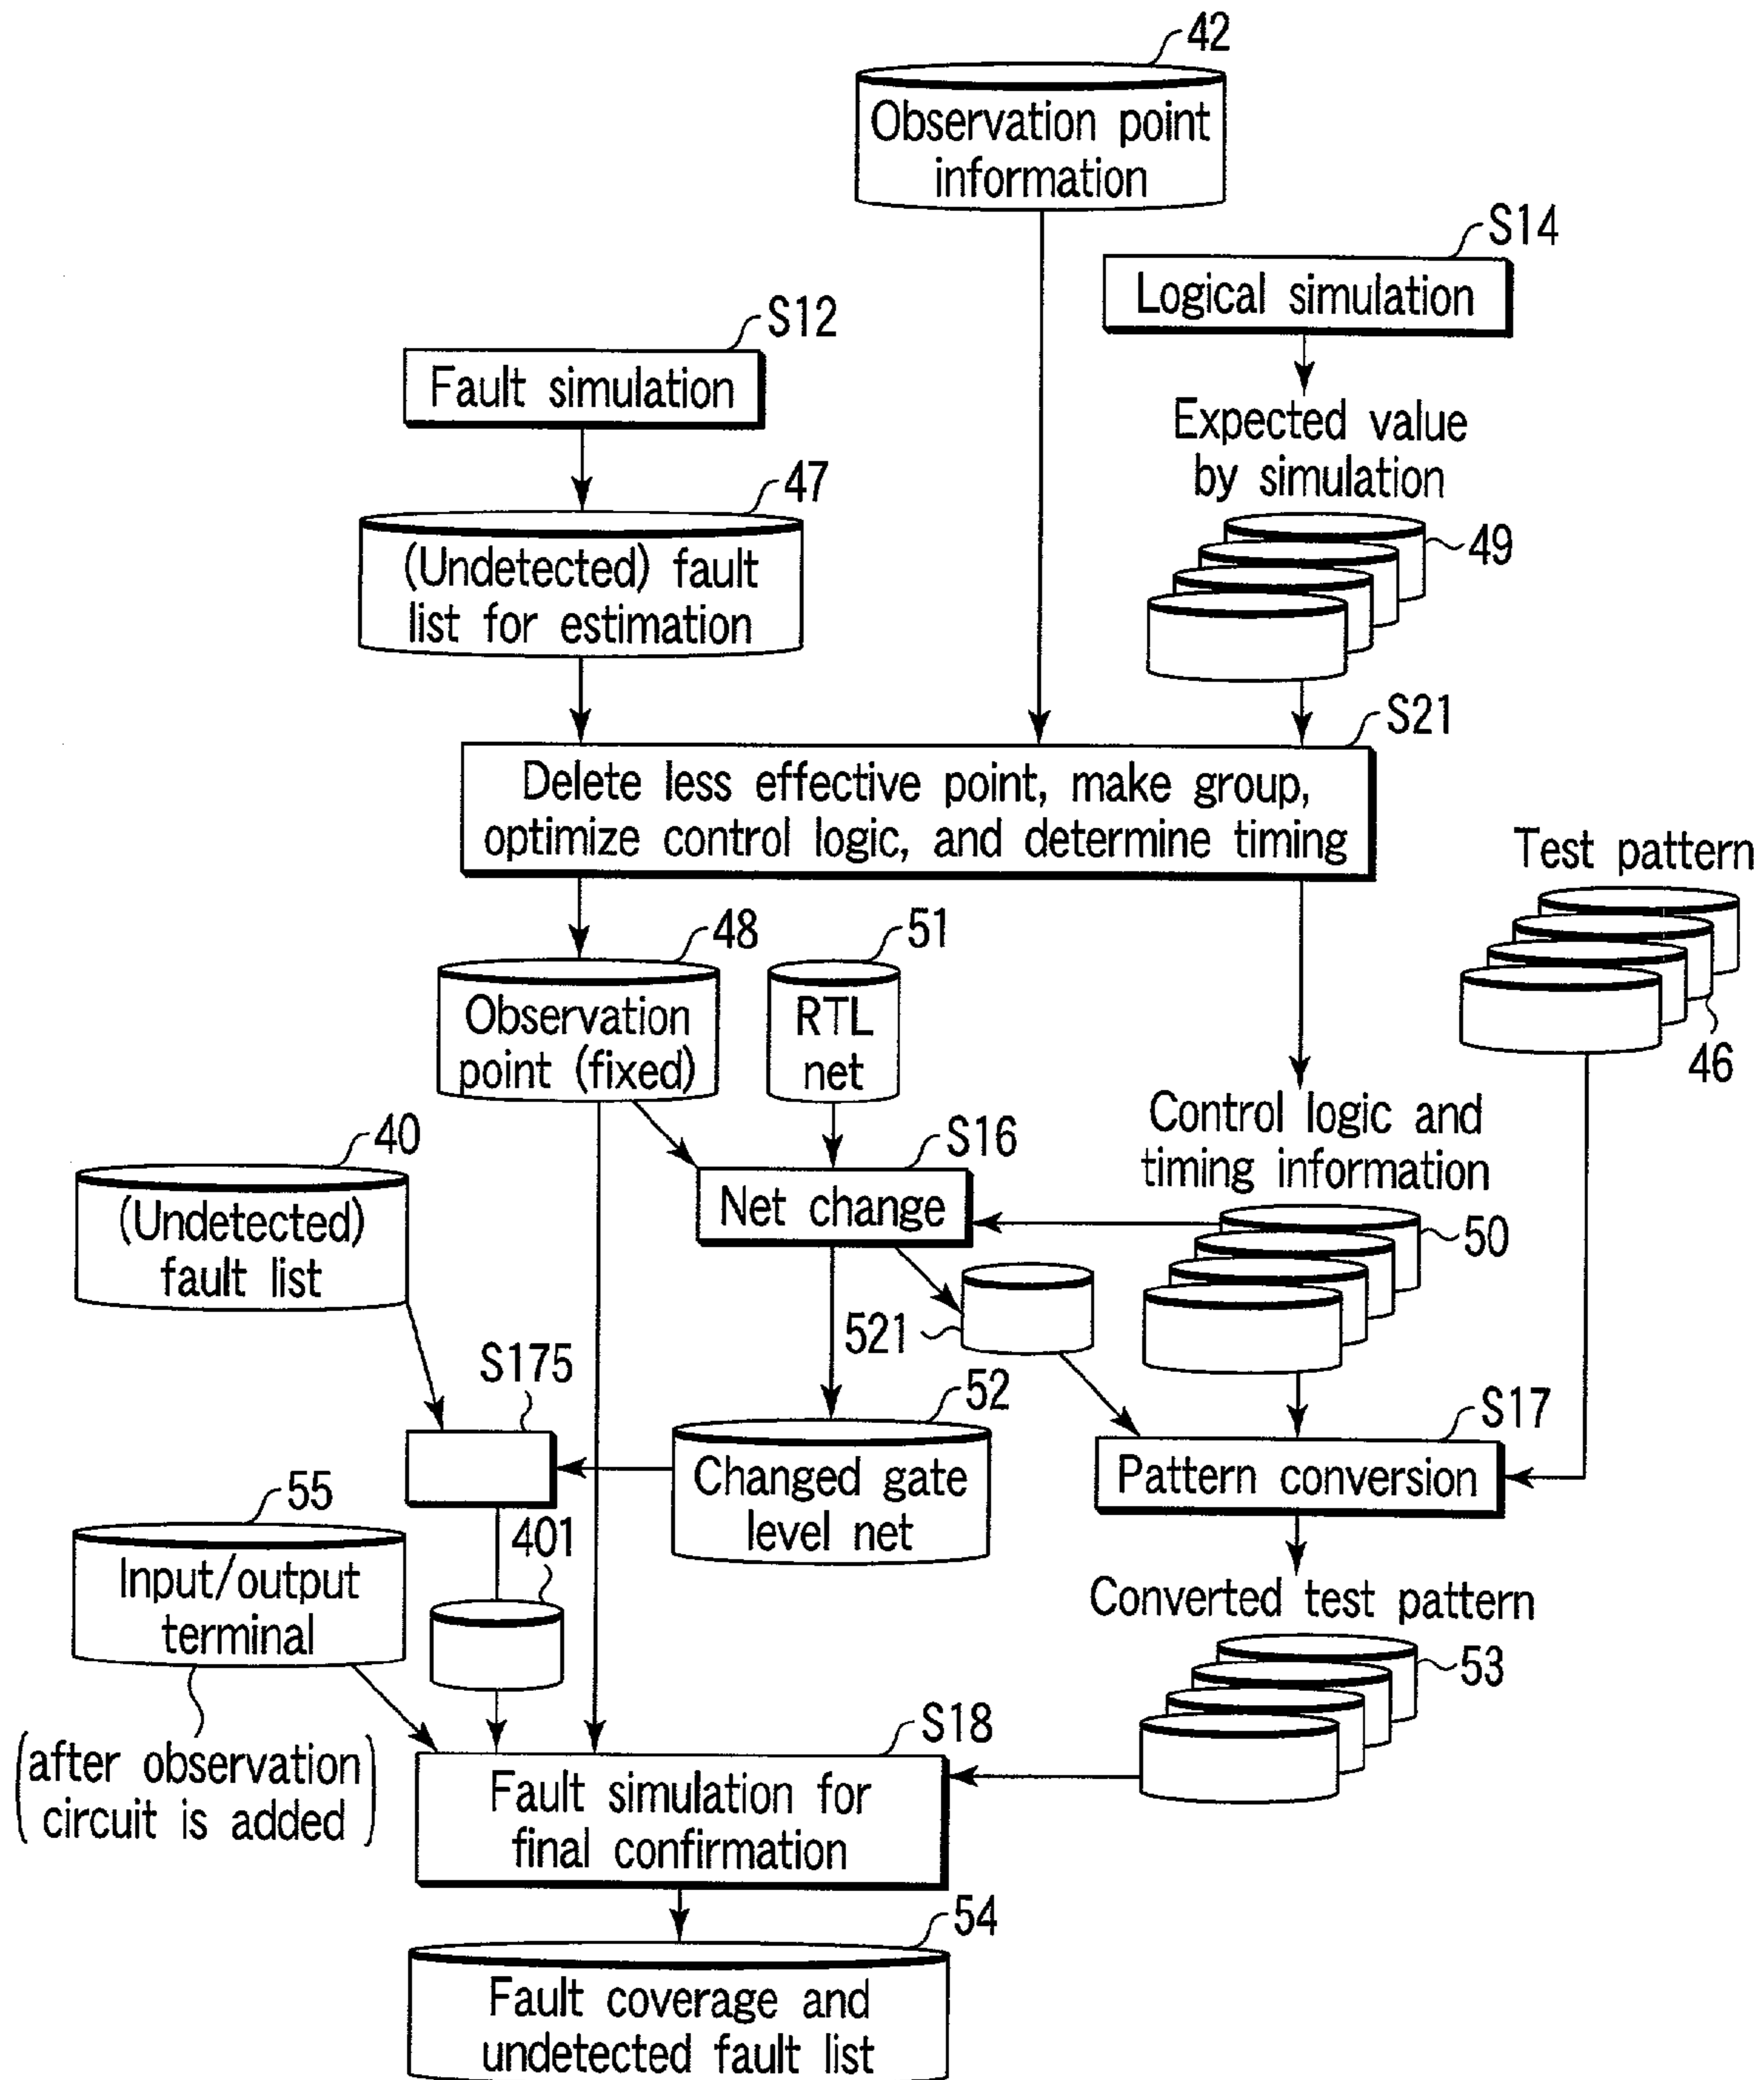 42
Observation point
information
S14
Logical simulation
S12
Fault simulation
Expected value
by simulation
49
47
(Undetected) fault
list for estimation
S21
Delete less effective point, make group,
optimize control logic, and determine timing
Test pattern
46
48
Observation
point (fixed)
51
RTL
net
Control logic and
timing information
50
40
(Undetected)
fault list
S16
Net change
521
S175
52
Changed gate
level net
S17
Pattern conversion
55
Input/output
terminal
401
Converted test pattern
53
(after observation
circuit is added)
S18
Fault simulation for
final confirmation
54
Fault coverage and
undetected fault list